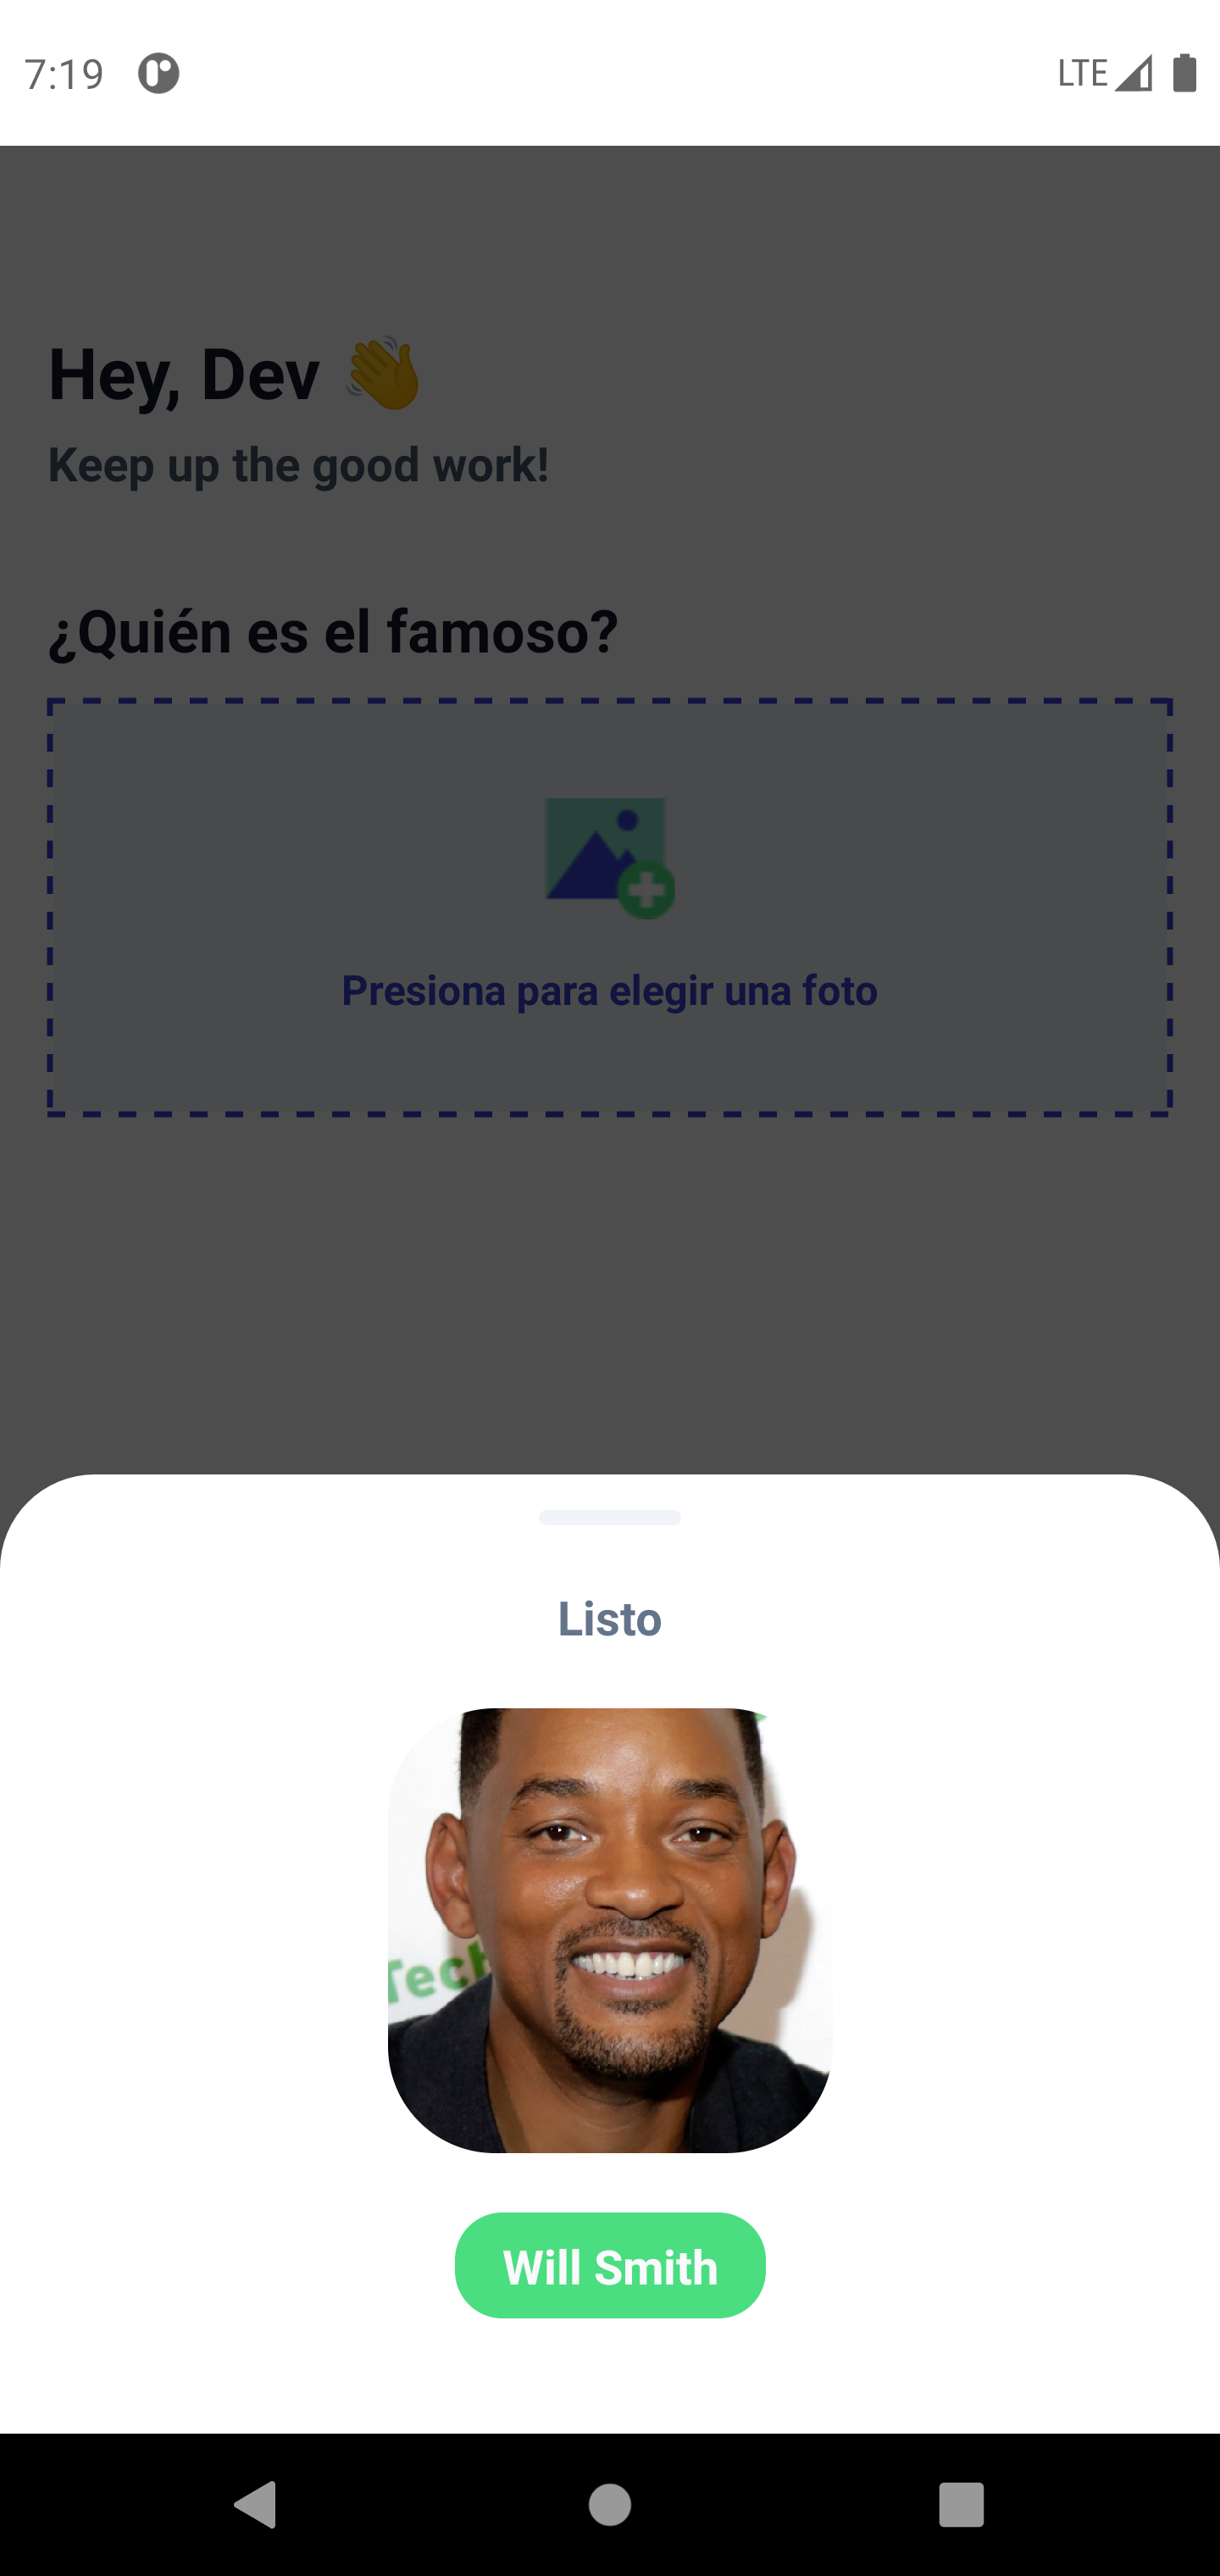 7:19
LTE
Hey, Dev 👋
Keep up the good work!
¿Quién es el famoso?
Presiona para elegir una foto
Listo
Tech
Will Smith